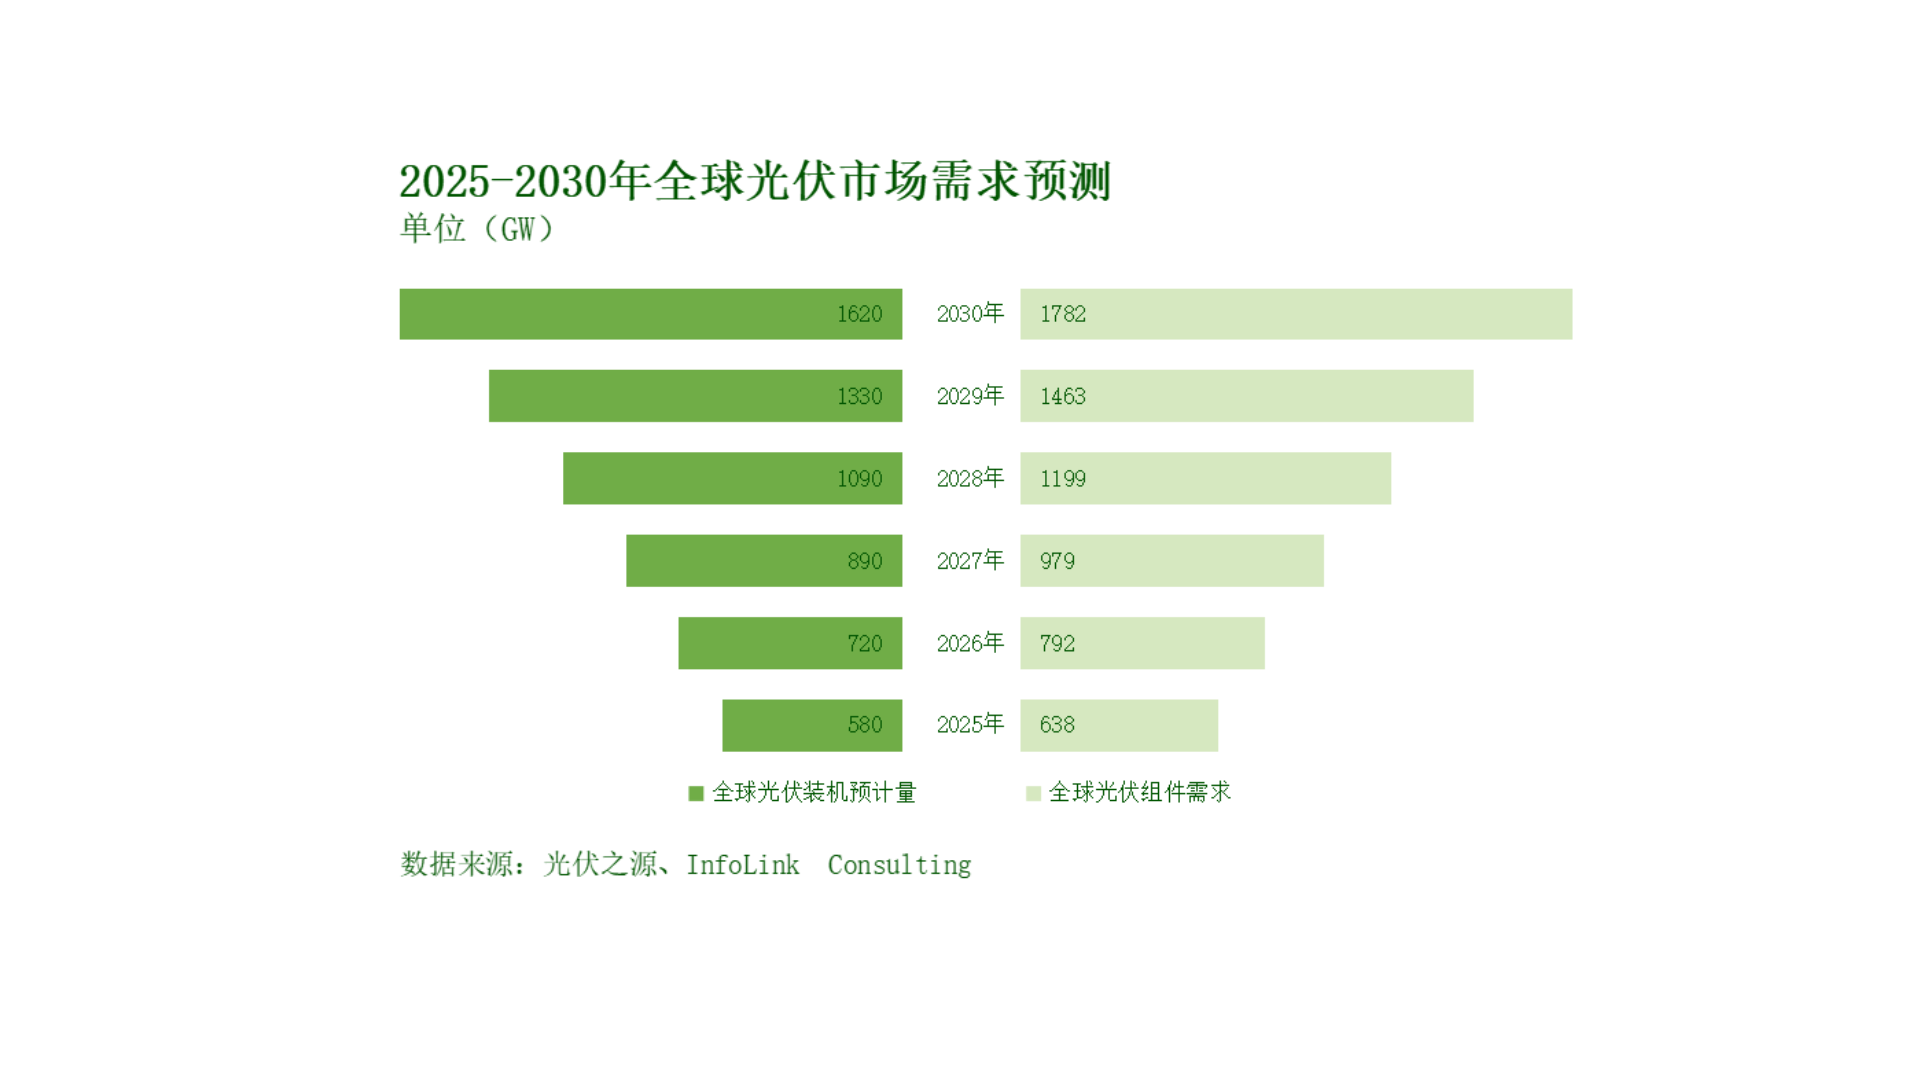 2025-2030年全球光伏市场需求预测
单位（GW）
1620 2030年 1782
1330 2029年 1463
1090 2028年 1199
890 2027年 979
720 2026年 792
580 2025年 638
全球光伏装机预计量 全球光伏组件需求
数据来源：光伏之源、InfoLink Consulting